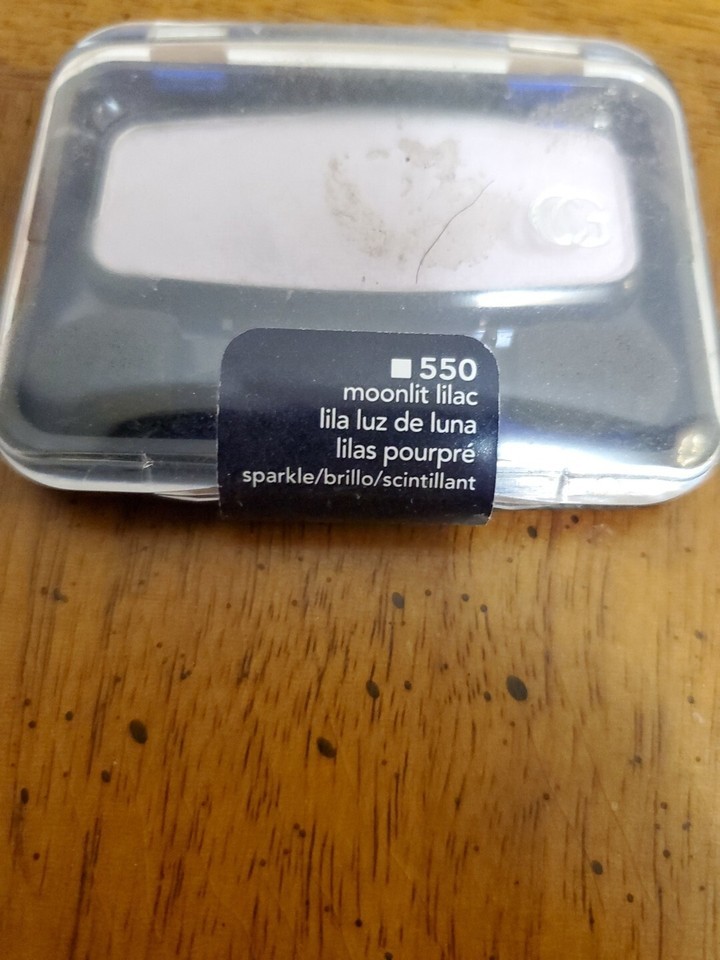 CG
550
moonlit lilac
lila luz de luna
lilas pourpré
sparkle/brillo/scintillant